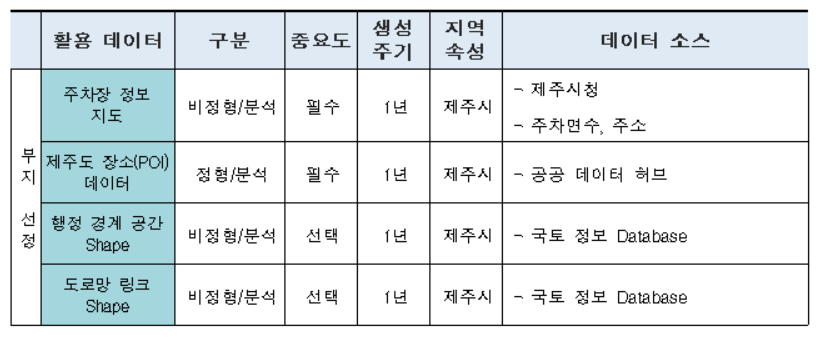 활용 데이터 구분 중요도 생성 주기 지역 속성 데이터 소스
부지 선정
주차장 정보 지도 비정형/분석 필수 1년 제주시 - 제주시청
- 주차면수, 주소
제주도 장소(POI) 데이터 정형/분석 필수 1년 제주시 - 공공 데이터 허브
행정 경계 공간 Shape 비정형/분석 선택 1년 제주시 - 국토 정보 Database
도로망 링크 Shape 비정형/분석 선택 1년 제주시 - 국토 정보 Database